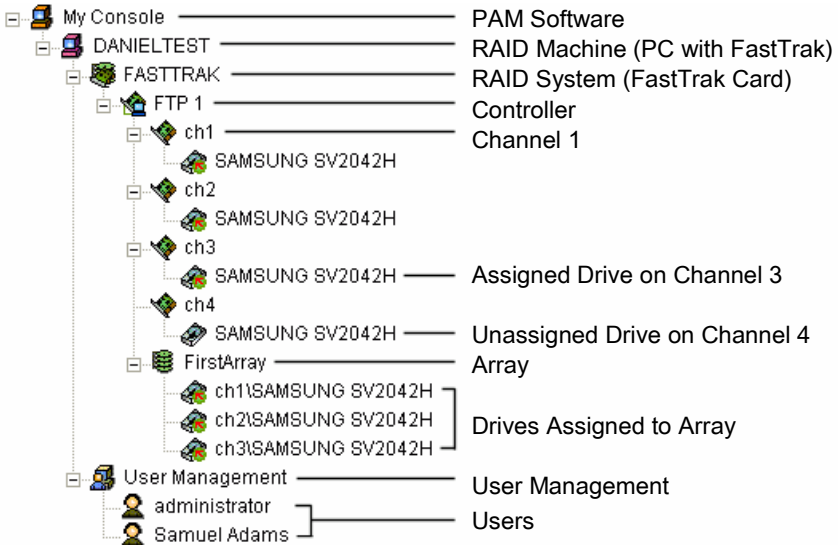 My Console PAM Software
DANIELTEST RAID Machine (PC with FastTrak)
FASTTRAK RAID System (FastTrak Card)
FTP 1 Controller
ch1 Channel 1
SAMSUNG SV2042H
ch2
SAMSUNG SV2042H
ch3
SAMSUNG SV2042H Assigned Drive on Channel 3
ch4
SAMSUNG SV2042H Unassigned Drive on Channel 4
FirstArray Array
ch1\SAMSUNG SV2042H
ch2\SAMSUNG SV2042H Drives Assigned to Array
ch3\SAMSUNG SV2042H
User Management User Management
administrator
Users
Samuel Adams